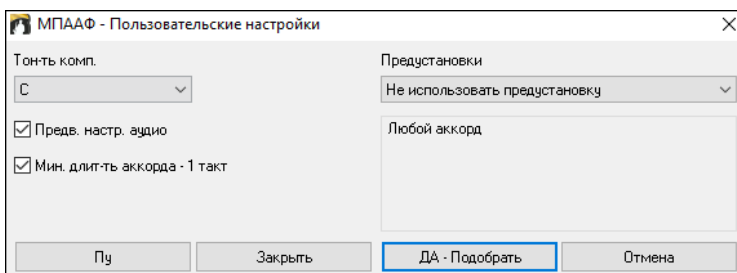 МПААФ - Пользовательские настройки
Тон-ть комп.
C
Предв. настр. аудио
Мин. длит-ть аккорда - 1 такт
Предустановки
Не использовать предустановку
Любой аккорд
Пу
Закрыть
ДА - Подобрать
Отмена